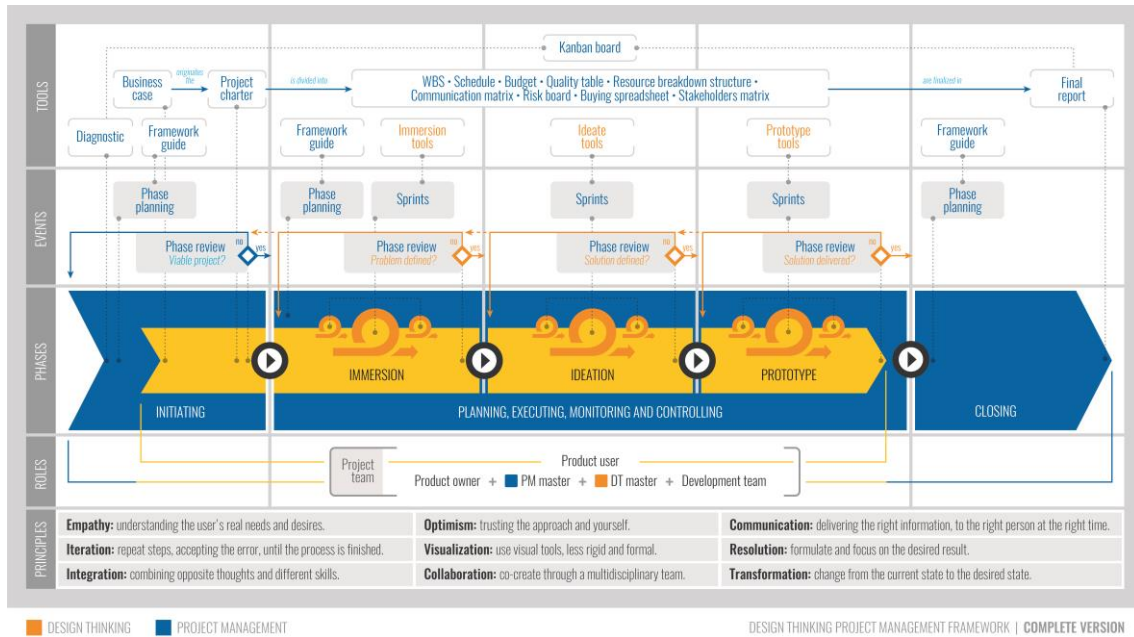 TOOLS
Kanban board
Business
case
originates
the
Project
charter
is divided into
WBS • Schedule • Budget • Quality table • Resource breakdown structure •
Communication matrix • Risk board • Buying spreadsheet • Stakeholders matrix
are finalized in
Final
report
Diagnostic
Framework
guide
Framework
guide
Immersion
tools
Ideate
tools
Prototype
tools
Framework
guide
EVENTS
Phase
planning
Phase
planning
Sprints
Sprints
Sprints
Phase
planning
Phase review
Viable project?
no
yes
Phase review
Problem defined?
no
yes
Phase review
Solution defined?
no
yes
Phase review
Solution delivered?
no
yes
PHASES
IMMERSION
IDEATION
PROTOTYPE
INITIATING
PLANNING, EXECUTING, MONITORING AND CONTROLLING
CLOSING
ROLES
Project
team
Product user
Product owner + PM master + DT master + Development team
PRINCIPLES
Empathy: understanding the user's real needs and desires.
Optimism: trusting the approach and yourself.
Communication: delivering the right information, to the right person at the right time.
Iteration: repeat steps, accepting the error, until the process is finished.
Visualization: use visual tools, less rigid and formal.
Resolution: formulate and focus on the desired result.
Integration: combining opposite thoughts and different skills.
Collaboration: co-create through a multidisciplinary team.
Transformation: change from the current state to the desired state.
DESIGN THINKING
PROJECT MANAGEMENT
DESIGN THINKING PROJECT MANAGEMENT FRAMEWORK | COMPLETE VERSION